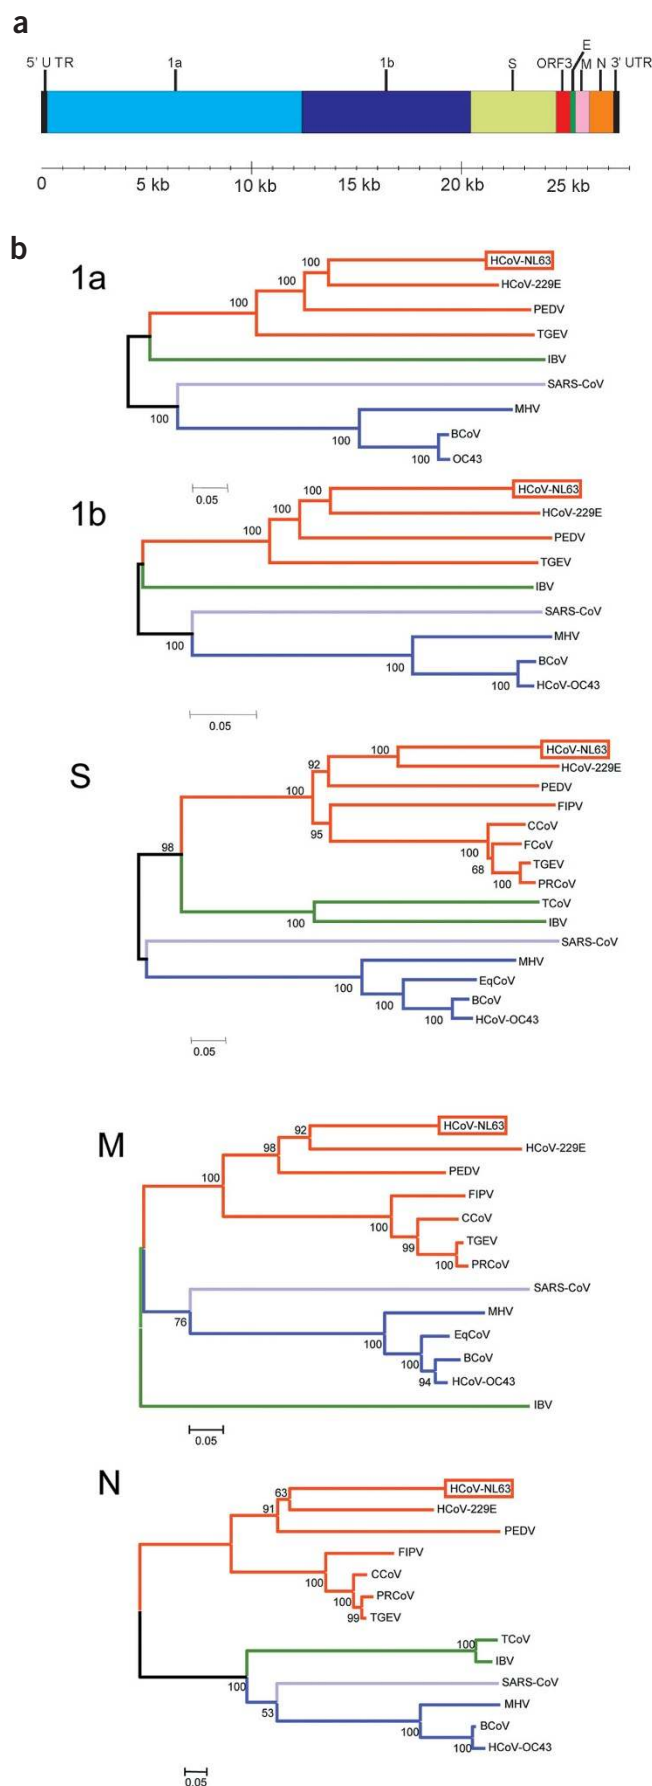 a
E
5' U TR 1a 1b S ORF3 M N 3' UTR
0 5 kb 10 kb 15 kb 20 kb 25 kb
b
1a
100 HCoV-NL63
100 HCoV-229E
100 PEDV
TGEV
IBV
SARS-CoV
100 MHV
100 BCoV
100 OC43
0.05
1b
100 HCoV-NL63
100 HCoV-229E
100 PEDV
TGEV
IBV
SARS-CoV
100 MHV
100 BCoV
100 HCoV-OC43
0.05
S
100 HCoV-NL63
92 HCoV-229E
100 PEDV
FIPV
95 CCoV
100 FCoV
68 TGEV
100 PRCoV
98
TCoV
100 IBV
SARS-CoV
MHV
100 EqCoV
BCoV
100 100 HCoV-OC43
0.05
M
92 HCoV-NL63
98 HCoV-229E
100 PEDV
FIPV
100 CCoV
99 TGEV
100 PRCoV
SARS-CoV
76 MHV
100 EqCoV
100 BCoV
94 HCoV-OC43
IBV
0.05
N
63 HCoV-NL63
91 HCoV-229E
PEDV
FIPV
100 CCoV
100 PRCoV
99 TGEV
100 TCoV
IBV
100 SARS-CoV
53 MHV
100 BCoV
100 HCoV-OC43
0.05